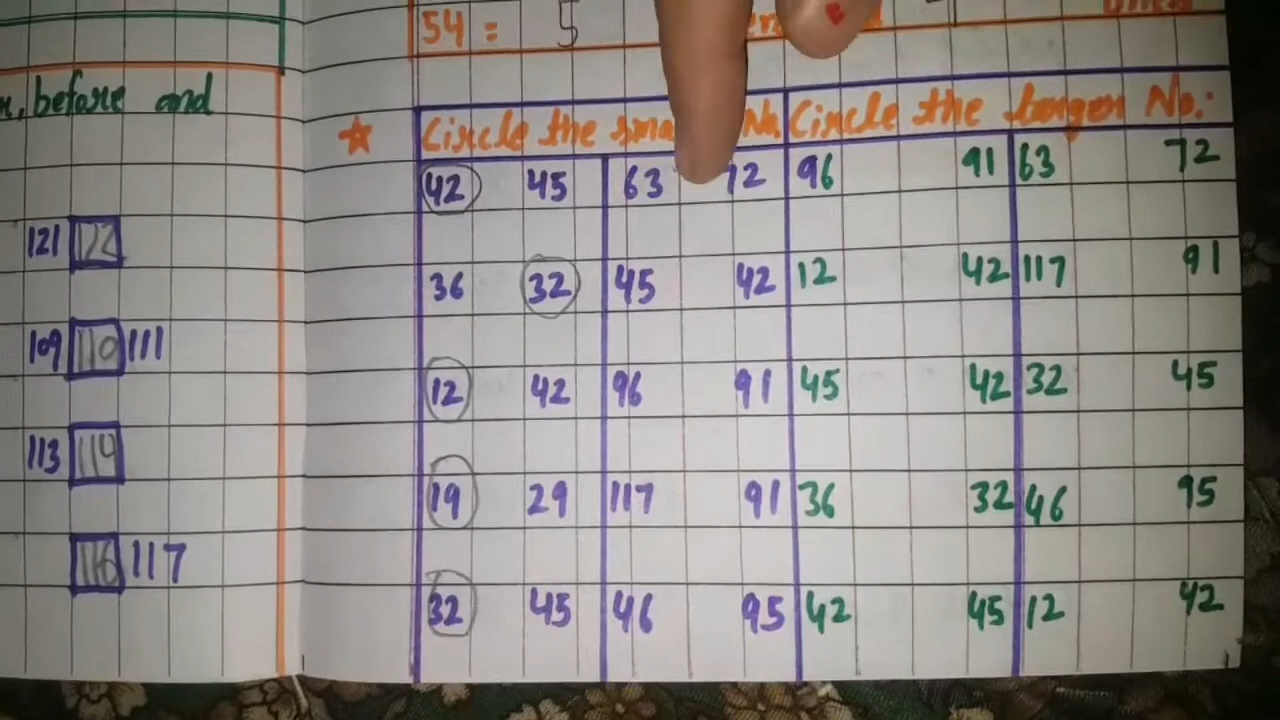 54 = 5
before and
Circle the No. Circle the larger No.:
42 45 63 72 96 91 63 72
121 122
36 32 45 42 12 42 117 91
109 110 111
12 42 96 91 45 42 32 45
113 114
19 29 117 91 36 32 46 95
116 117
32 45 46 95 42 45 12 42